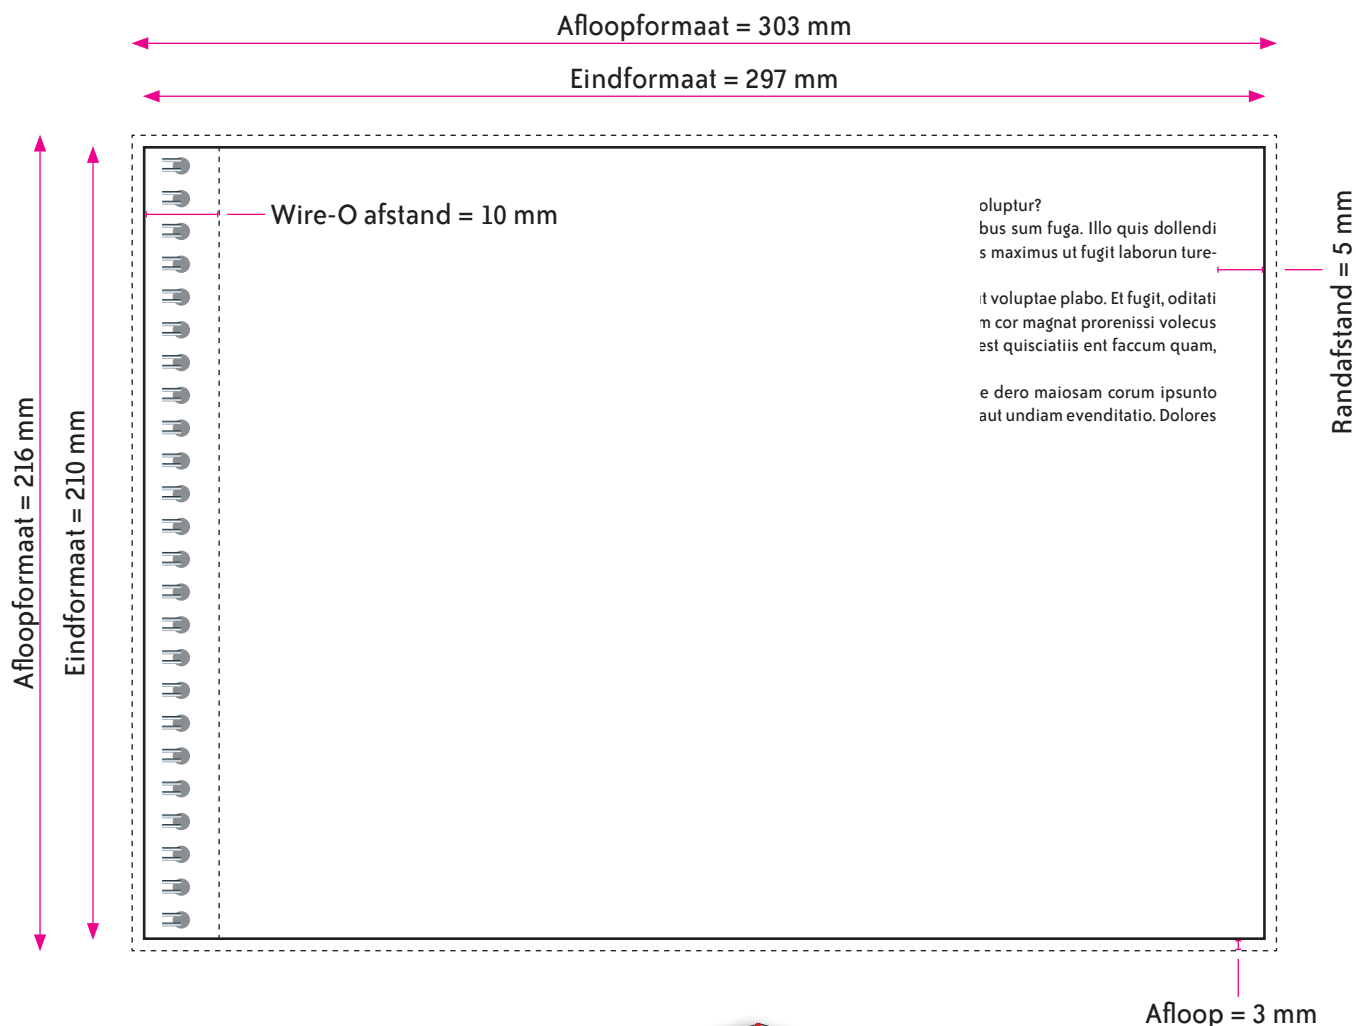 Afloopformaat = 303 mm
Eindformaat = 297 mm
Afloopformaat = 216 mm
Eindformaat = 210 mm
Wire-O afstand = 10 mm
oluptur?
bus sum fuga. Illo quis dollendi
s maximus ut fugit laborun ture-
t voluptae plabo. Et fugit, oditati
m cor magnat prorenissi volecus
est quisciatiis ent faccum quam,
e dero maiosam corum ipsunto
aut undiam evenditatio. Dolores
Randafstand = 5 mm
Afloop = 3 mm